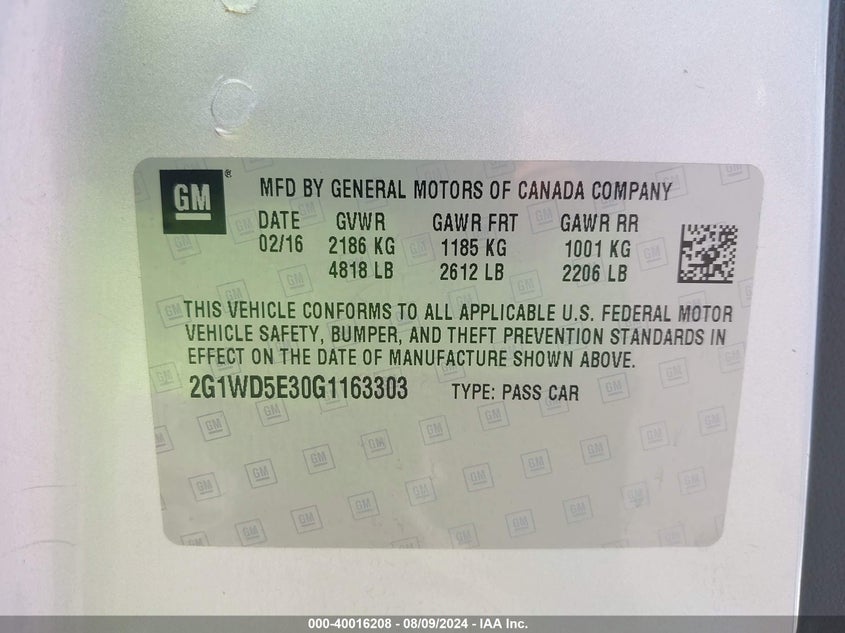 GM ® MFD BY GENERAL MOTORS OF CANADA COMPANY
DATE GVWR GAWR FRT GAWR RR
02/16 2186 KG 1185 KG 1001 KG
4818 LB 2612 LB 2206 LB
THIS VEHICLE CONFORMS TO ALL APPLICABLE U.S. FEDERAL MOTOR
VEHICLE SAFETY, BUMPER, AND THEFT PREVENTION STANDARDS IN
EFFECT ON THE DATE OF MANUFACTURE SHOWN ABOVE.
2G1WD5E30G1163303 TYPE: PASS CAR
000-40016208 - 08/09/2024 - IAA Inc.